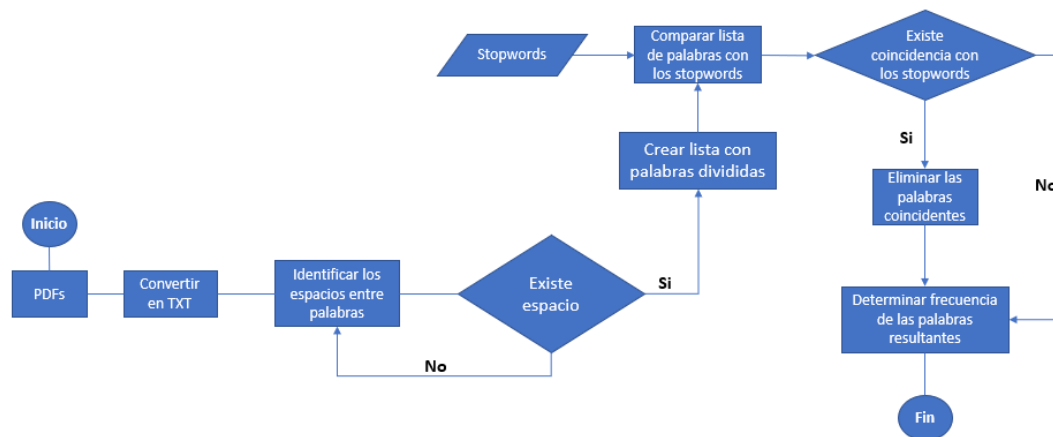 Inicio
PDFs
Convertir
en TXT
Identificar los
espacios entre
palabras
Existe
espacio
No
Si
Crear lista con
palabras divididas
Stopwords
Comparar lista
de palabras con
los stopwords
Existe
coincidencia con
los stopwords
Si
Eliminar las
palabras
coincidentes
No
Determinar frecuencia
de las palabras
resultantes
Fin